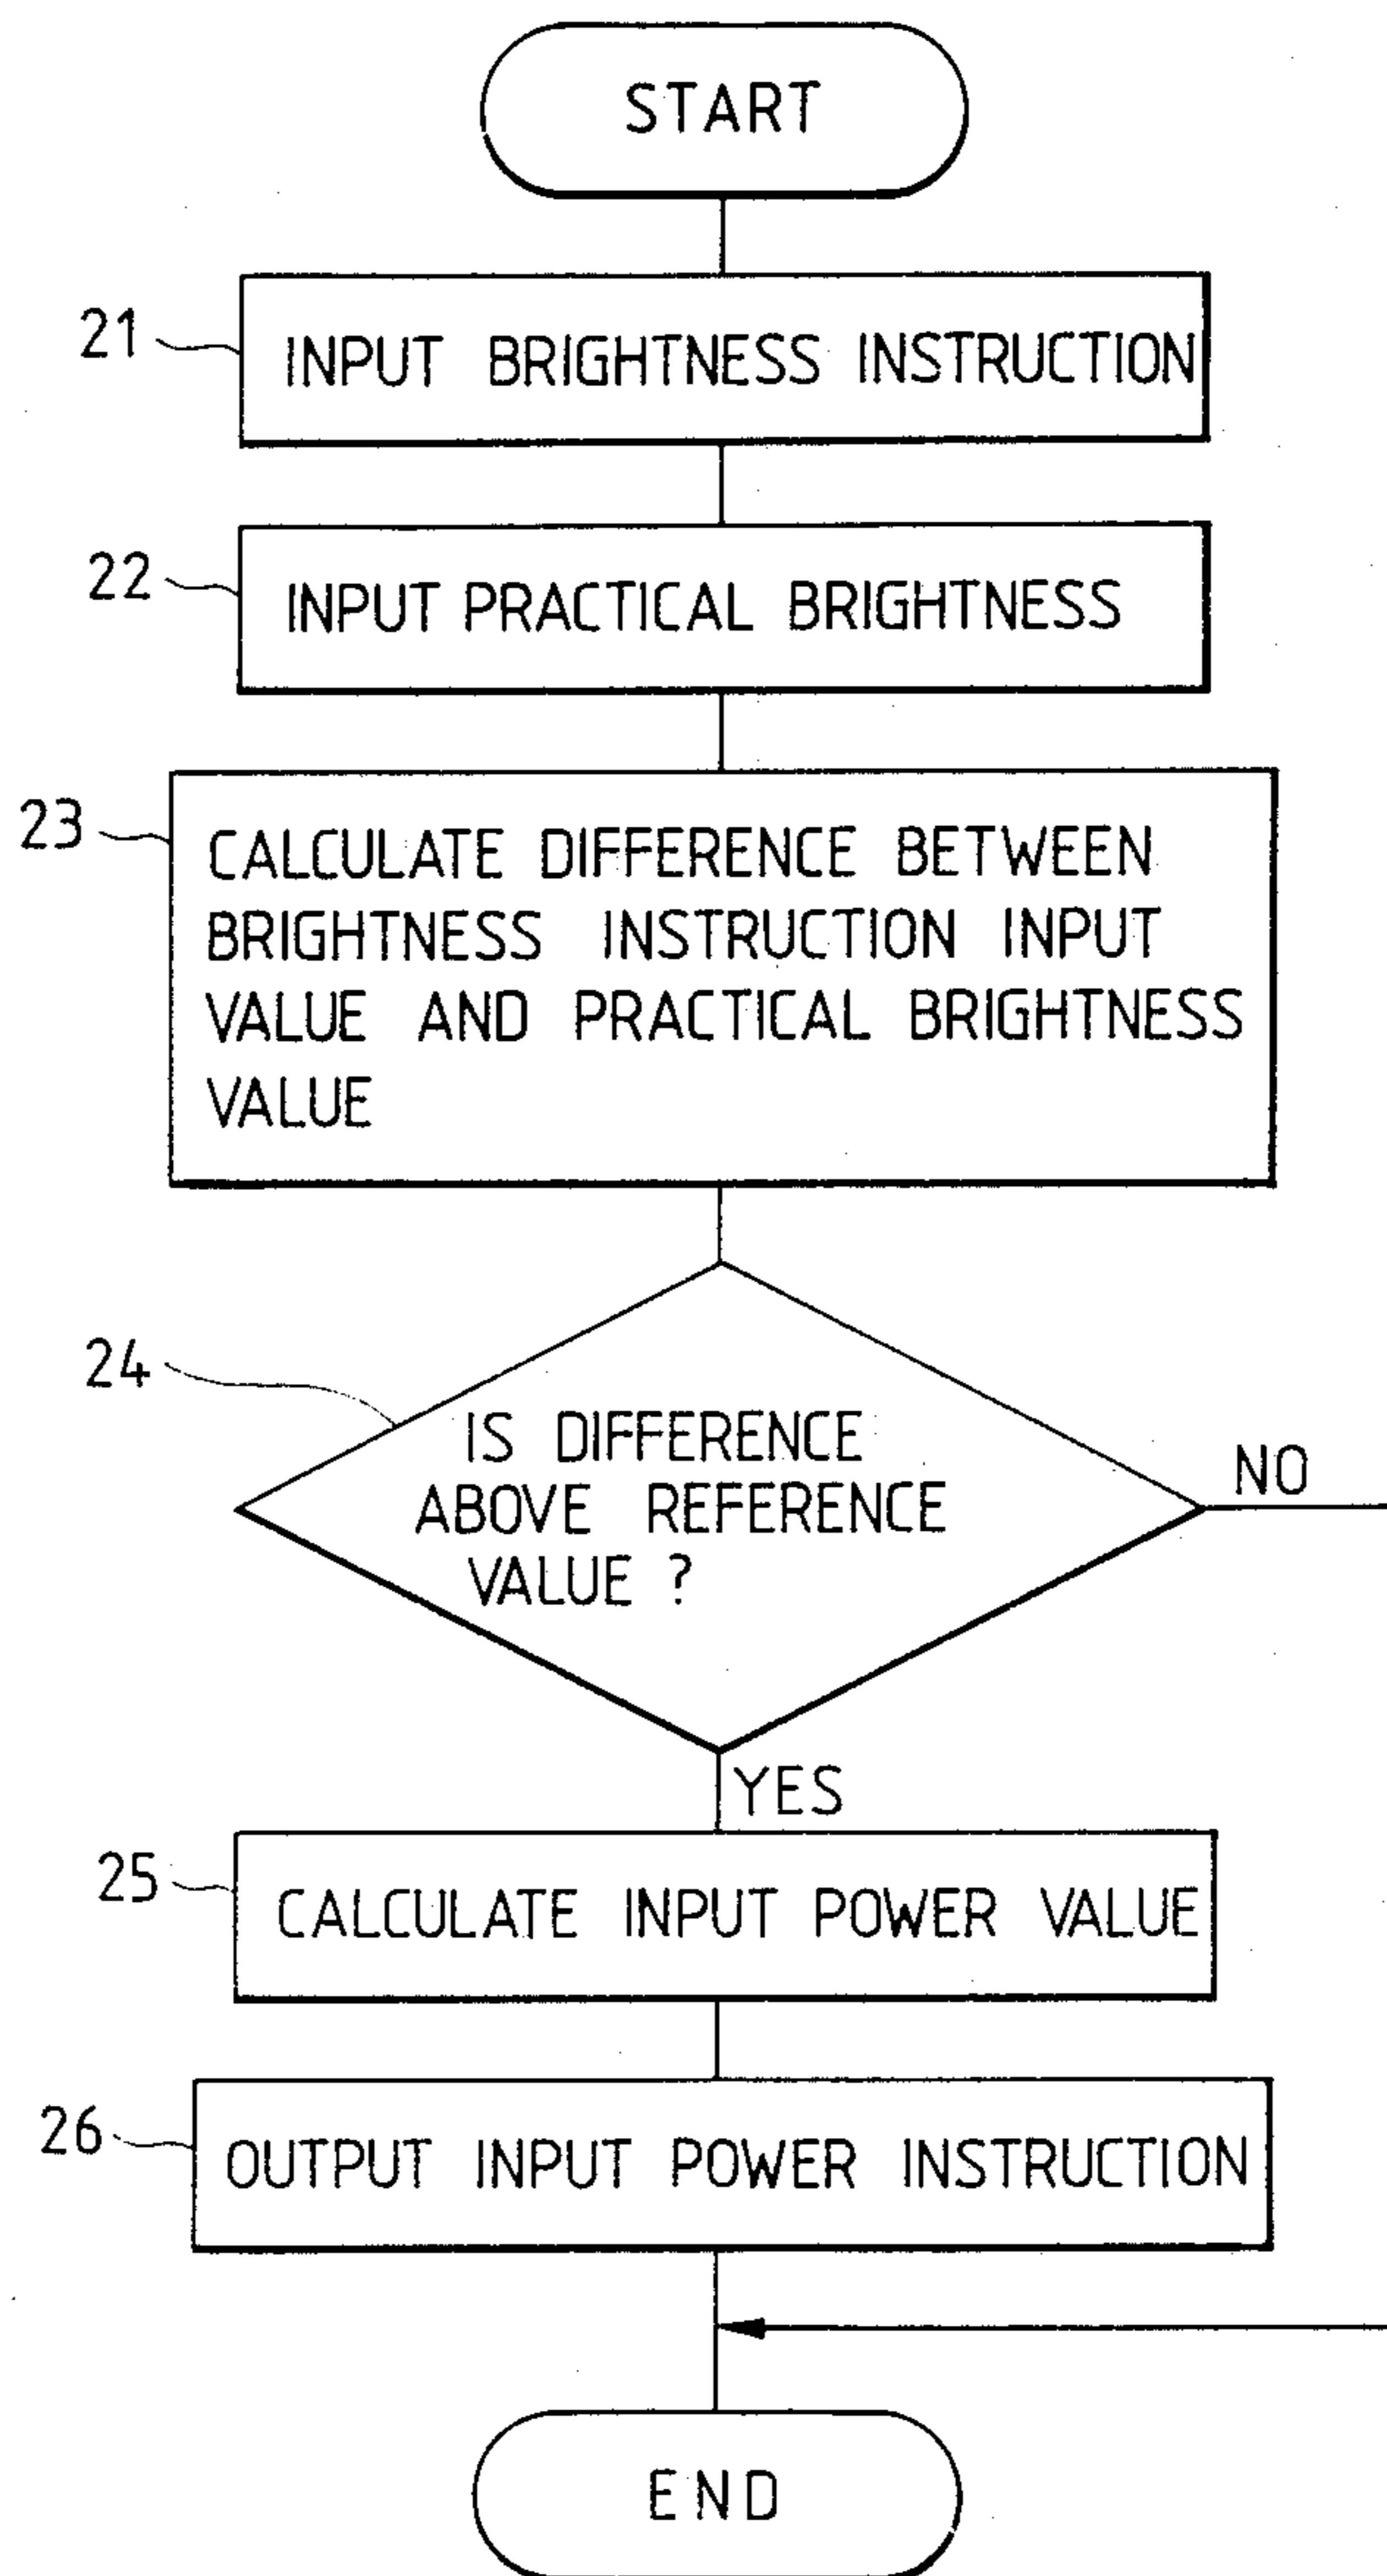 START
21
INPUT BRIGHTNESS INSTRUCTION
22
INPUT PRACTICAL BRIGHTNESS
23
CALCULATE DIFFERENCE BETWEEN
BRIGHTNESS INSTRUCTION INPUT
VALUE AND PRACTICAL BRIGHTNESS
VALUE
24
IS DIFFERENCE
ABOVE REFERENCE
VALUE ?
NO
YES
25
CALCULATE INPUT POWER VALUE
26
OUTPUT INPUT POWER INSTRUCTION
END